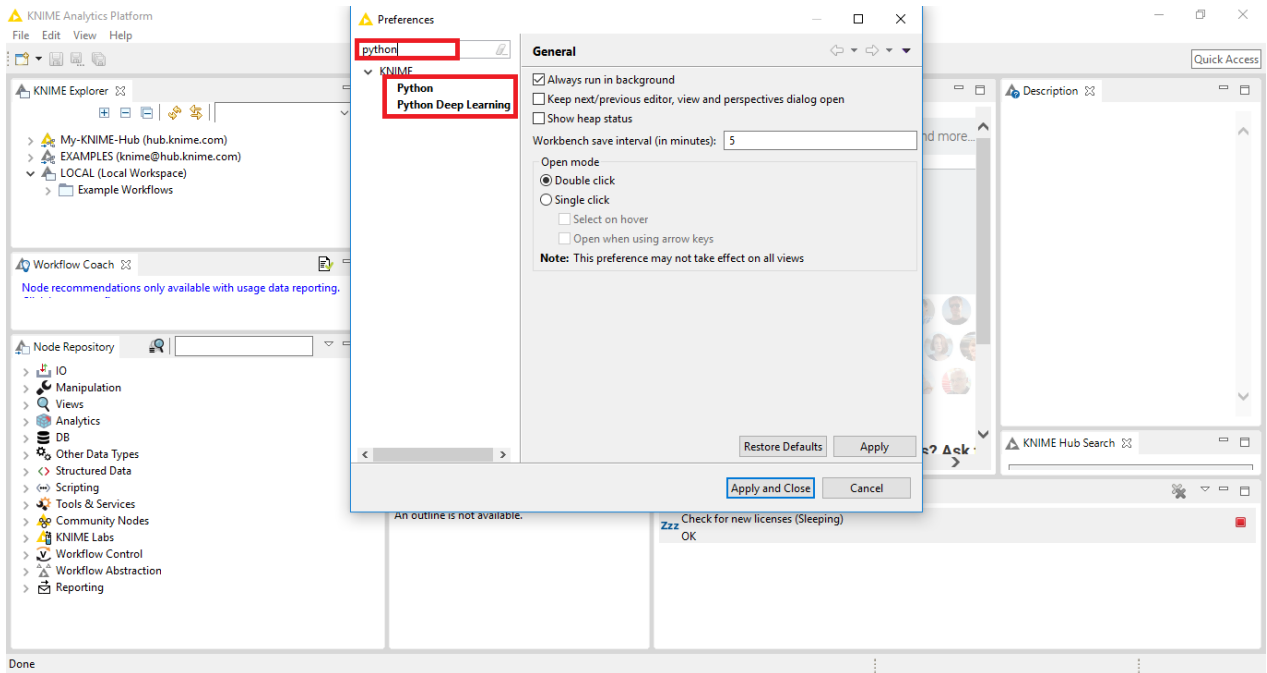 KNIME Analytics Platform
File Edit View Help
Quick Access
KNIME Explorer
My-KNIME-Hub (hub.knime.com)
EXAMPLES (knime@hub.knime.com)
LOCAL (Local Workspace)
Example Workflows
Workflow Coach
Node recommendations only available with usage data reporting.
Node Repository
IO
Manipulation
Views
Analytics
DB
Other Data Types
Structured Data
Scripting
Tools & Services
Community Nodes
KNIME Labs
Workflow Control
Workflow Abstraction
Reporting
Preferences
python
KNIME
Python
Python Deep Learning
General
Always run in background
Keep next/previous editor, view and perspectives dialog open
Show heap status
Workbench save interval (in minutes): 5
Open mode
Double click
Single click
Select on hover
Open when using arrow keys
Note: This preference may not take effect on all views
Restore Defaults Apply
Apply and Close Cancel
more...
? Ask
Description
KNIME Hub Search
An outline is not available.
Zzz Check for new licenses (Sleeping)
OK
Done